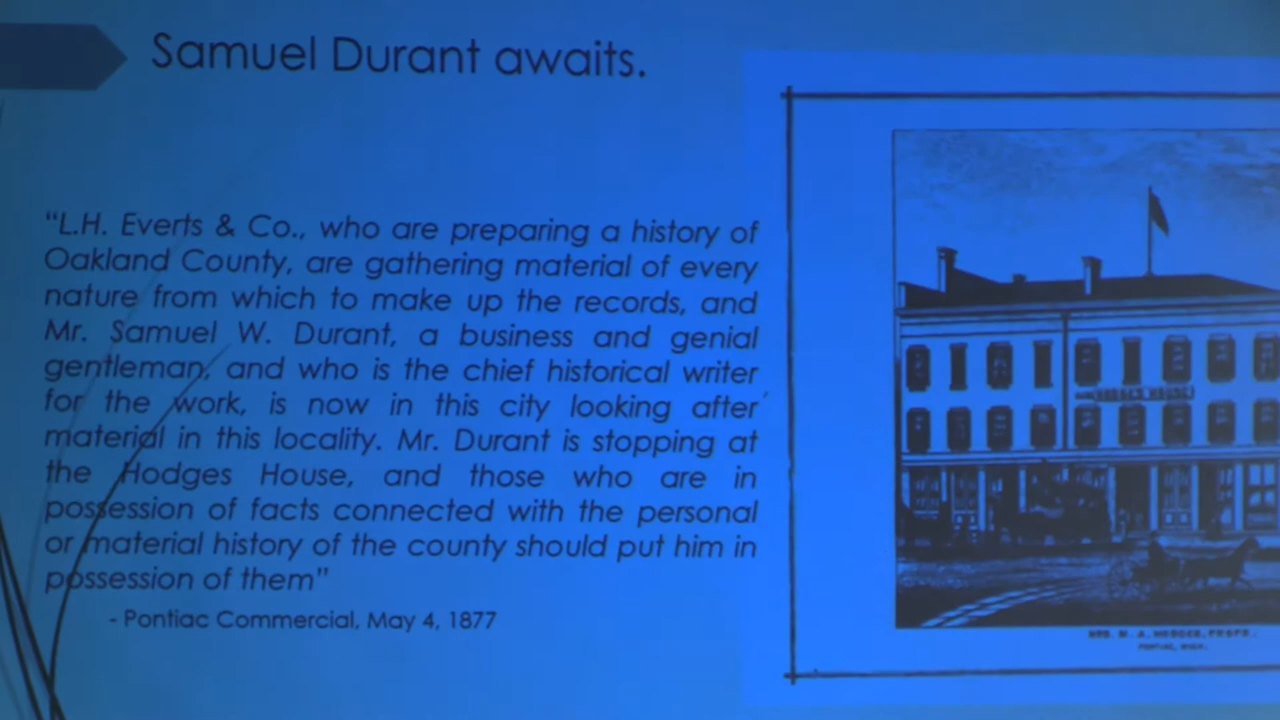 Samuel Durant awaits.
“L.H. Everts & Co., who are preparing a history of
Oakland County, are gathering material of every
nature from which to make up the records, and
Mr. Samuel W. Durant, a business and genial
gentleman, and who is the chief historical writer
for the work, is now in this city looking after
material in this locality. Mr. Durant is stopping at
the Hodges House, and those who are in
possession of facts connected with the personal
or material history of the county should put him in
possession of them”
- Pontiac Commercial, May 4, 1877
HODGES HOUSE
M. A. HODGES, PROPR.
PONTIAC, MICH.